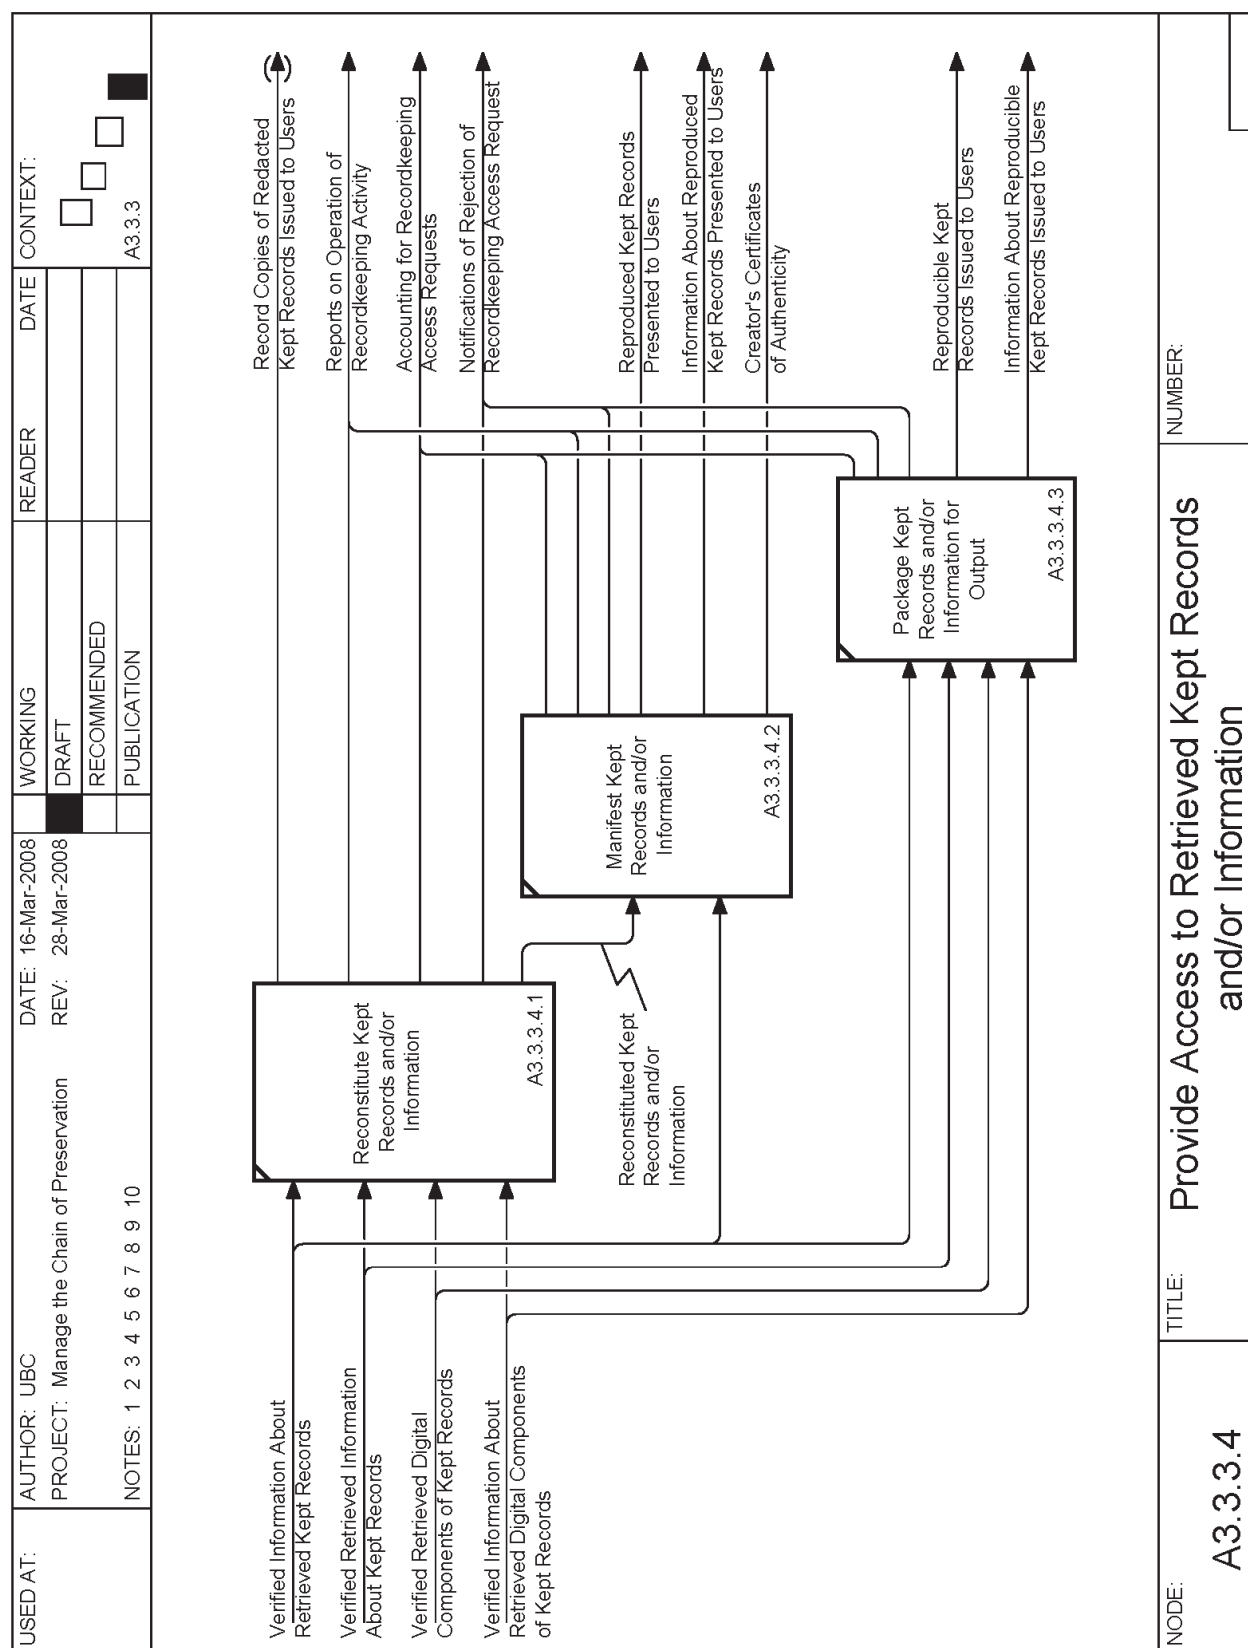 USED AT:
AUTHOR: UBC
PROJECT: Manage the Chain of Preservation
NOTES: 1 2 3 4 5 6 7 8 9 10
DATE: 16-Mar-2008
REV: 28-Mar-2008
WORKING
DRAFT
RECOMMENDED
PUBLICATION
READER
DATE
CONTEXT:
A3.3.3
Verified Information About
Retrieved Kept Records
Verified Retrieved Information
About Kept Records
Verified Retrieved Digital
Components of Kept Records
Verified Information About
Retrieved Digital Components
of Kept Records
Reconstitute Kept
Records and/or
Information
A3.3.3.4.1
Reconstituted Kept
Records and/or
Information
Manifest Kept
Records and/or
Information
A3.3.3.4.2
Package Kept
Records and/or
Information for
Output
A3.3.3.4.3
Record Copies of Redacted
Kept Records Issued to Users
Reports on Operation of
Recordkeeping Activity
Accounting for Recordkeeping
Access Requests
Notifications of Rejection of
Recordkeeping Access Request
Reproduced Kept Records
Presented to Users
Information About Reproduced
Kept Records Presented to Users
Creator's Certificates
of Authenticity
Reproducible Kept
Records Issued to Users
Information About Reproducible
Kept Records Issued to Users
NODE:
A3.3.3.4
TITLE:
Provide Access to Retrieved Kept Records
and/or Information
NUMBER: